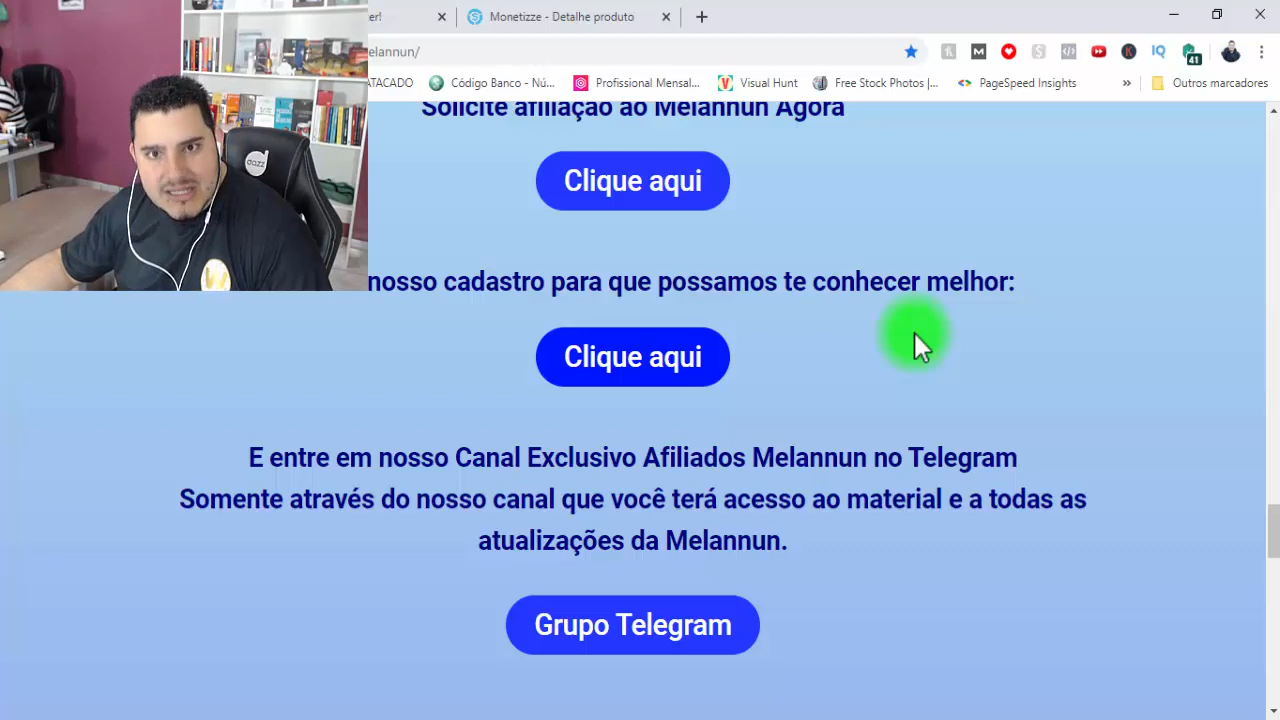 zer!
Monetizze - Detalhe produto
elannun/
41
ATACADO
Código Banco - Nú...
Profissional Mensal...
Visual Hunt
Free Stock Photos |...
PageSpeed Insights
»
Outros marcadores
Solicite afiliação ao Melannun Agora
Clique aqui
nosso cadastro para que possamos te conhecer melhor:
Clique aqui
E entre em nosso Canal Exclusivo Afiliados Melannun no Telegram
Somente através do nosso canal que você terá acesso ao material e a todas as
atualizações da Melannun.
Grupo Telegram
dazz